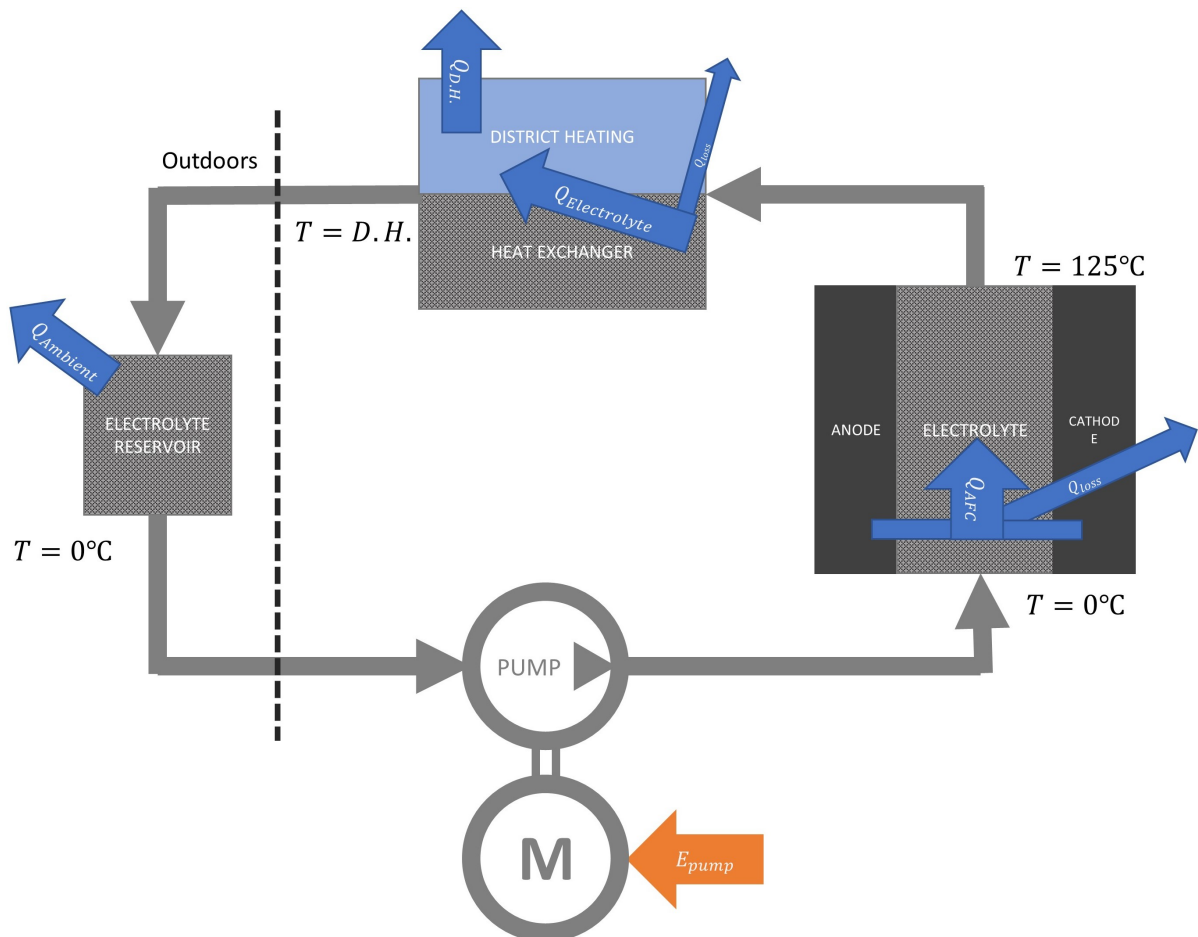 Q_{D.H.}
DISTRICT HEATING
Q_{loss}
Outdoors
Q_{Electrolyte}
T = D.H.
HEAT EXCHANGER
T = 125℃
Q_{Ambient}
ELECTROLYTE
RESERVOIR
ANODE
ELECTROLYTE
CATHOD
E
Q_{AFC}
Q_{loss}
T = 0℃
T = 0℃
PUMP
M
E_{pump}